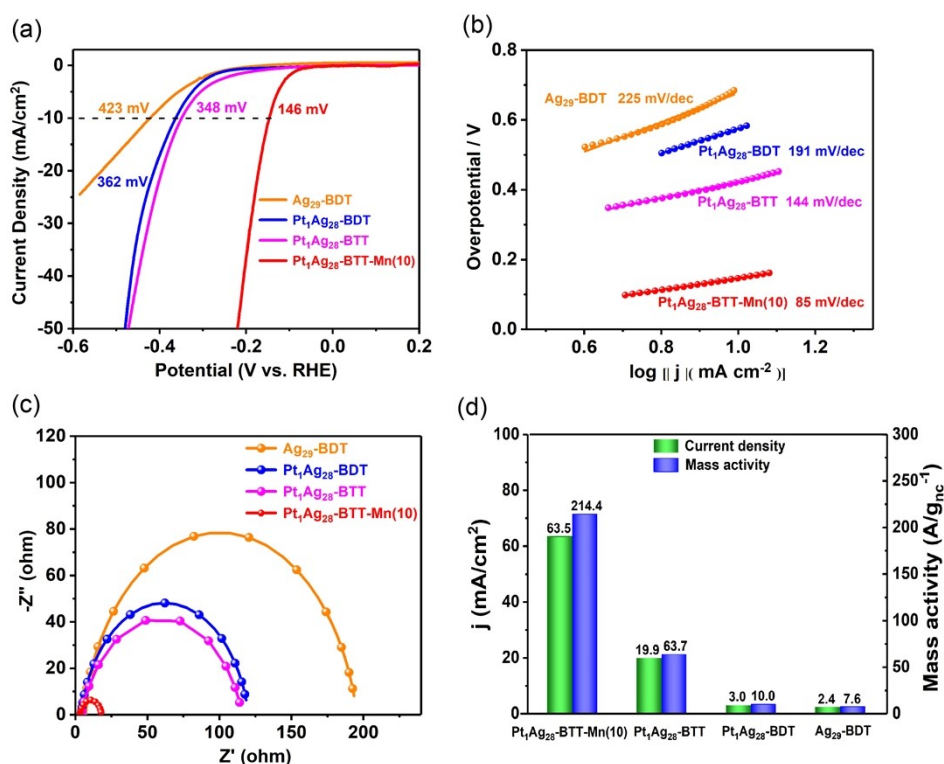 (a)
Current Density (mA/cm²)
0
-10
-20
-30
-40
-50
423 mV
348 mV
146 mV
362 mV
Ag₂₉-BDT
Pt₁Ag₂₈-BDT
Pt₁Ag₂₈-BTT
Pt₁Ag₂₈-BTT-Mn(10)
-0.6 -0.4 -0.2 0.0 0.2
Potential (V vs. RHE)
(b)
Overpotential / V
0.8
0.6
0.4
0.2
0.0
Ag₂₉-BDT 225 mV/dec
Pt₁Ag₂₈-BDT 191 mV/dec
Pt₁Ag₂₈-BTT 144 mV/dec
Pt₁Ag₂₈-BTT-Mn(10) 85 mV/dec
0.6 0.8 1.0 1.2
log [| j |( mA cm⁻² )]
(c)
-Z" (ohm)
120
100
80
60
40
20
0
Ag₂₉-BDT
Pt₁Ag₂₈-BDT
Pt₁Ag₂₈-BTT
Pt₁Ag₂₈-BTT-Mn(10)
0 50 100 150 200
Z' (ohm)
(d)
j (mA/cm²)
100
80
60
40
20
0
Current density
Mass activity
63.5 214.4
19.9 63.7
3.0 10.0
2.4 7.6
Pt₁Ag₂₈-BTT-Mn(10) Pt₁Ag₂₈-BTT Pt₁Ag₂₈-BDT Ag₂₉-BDT
300
250
200
150
100
50
0
Mass activity (A/g_nc⁻¹)